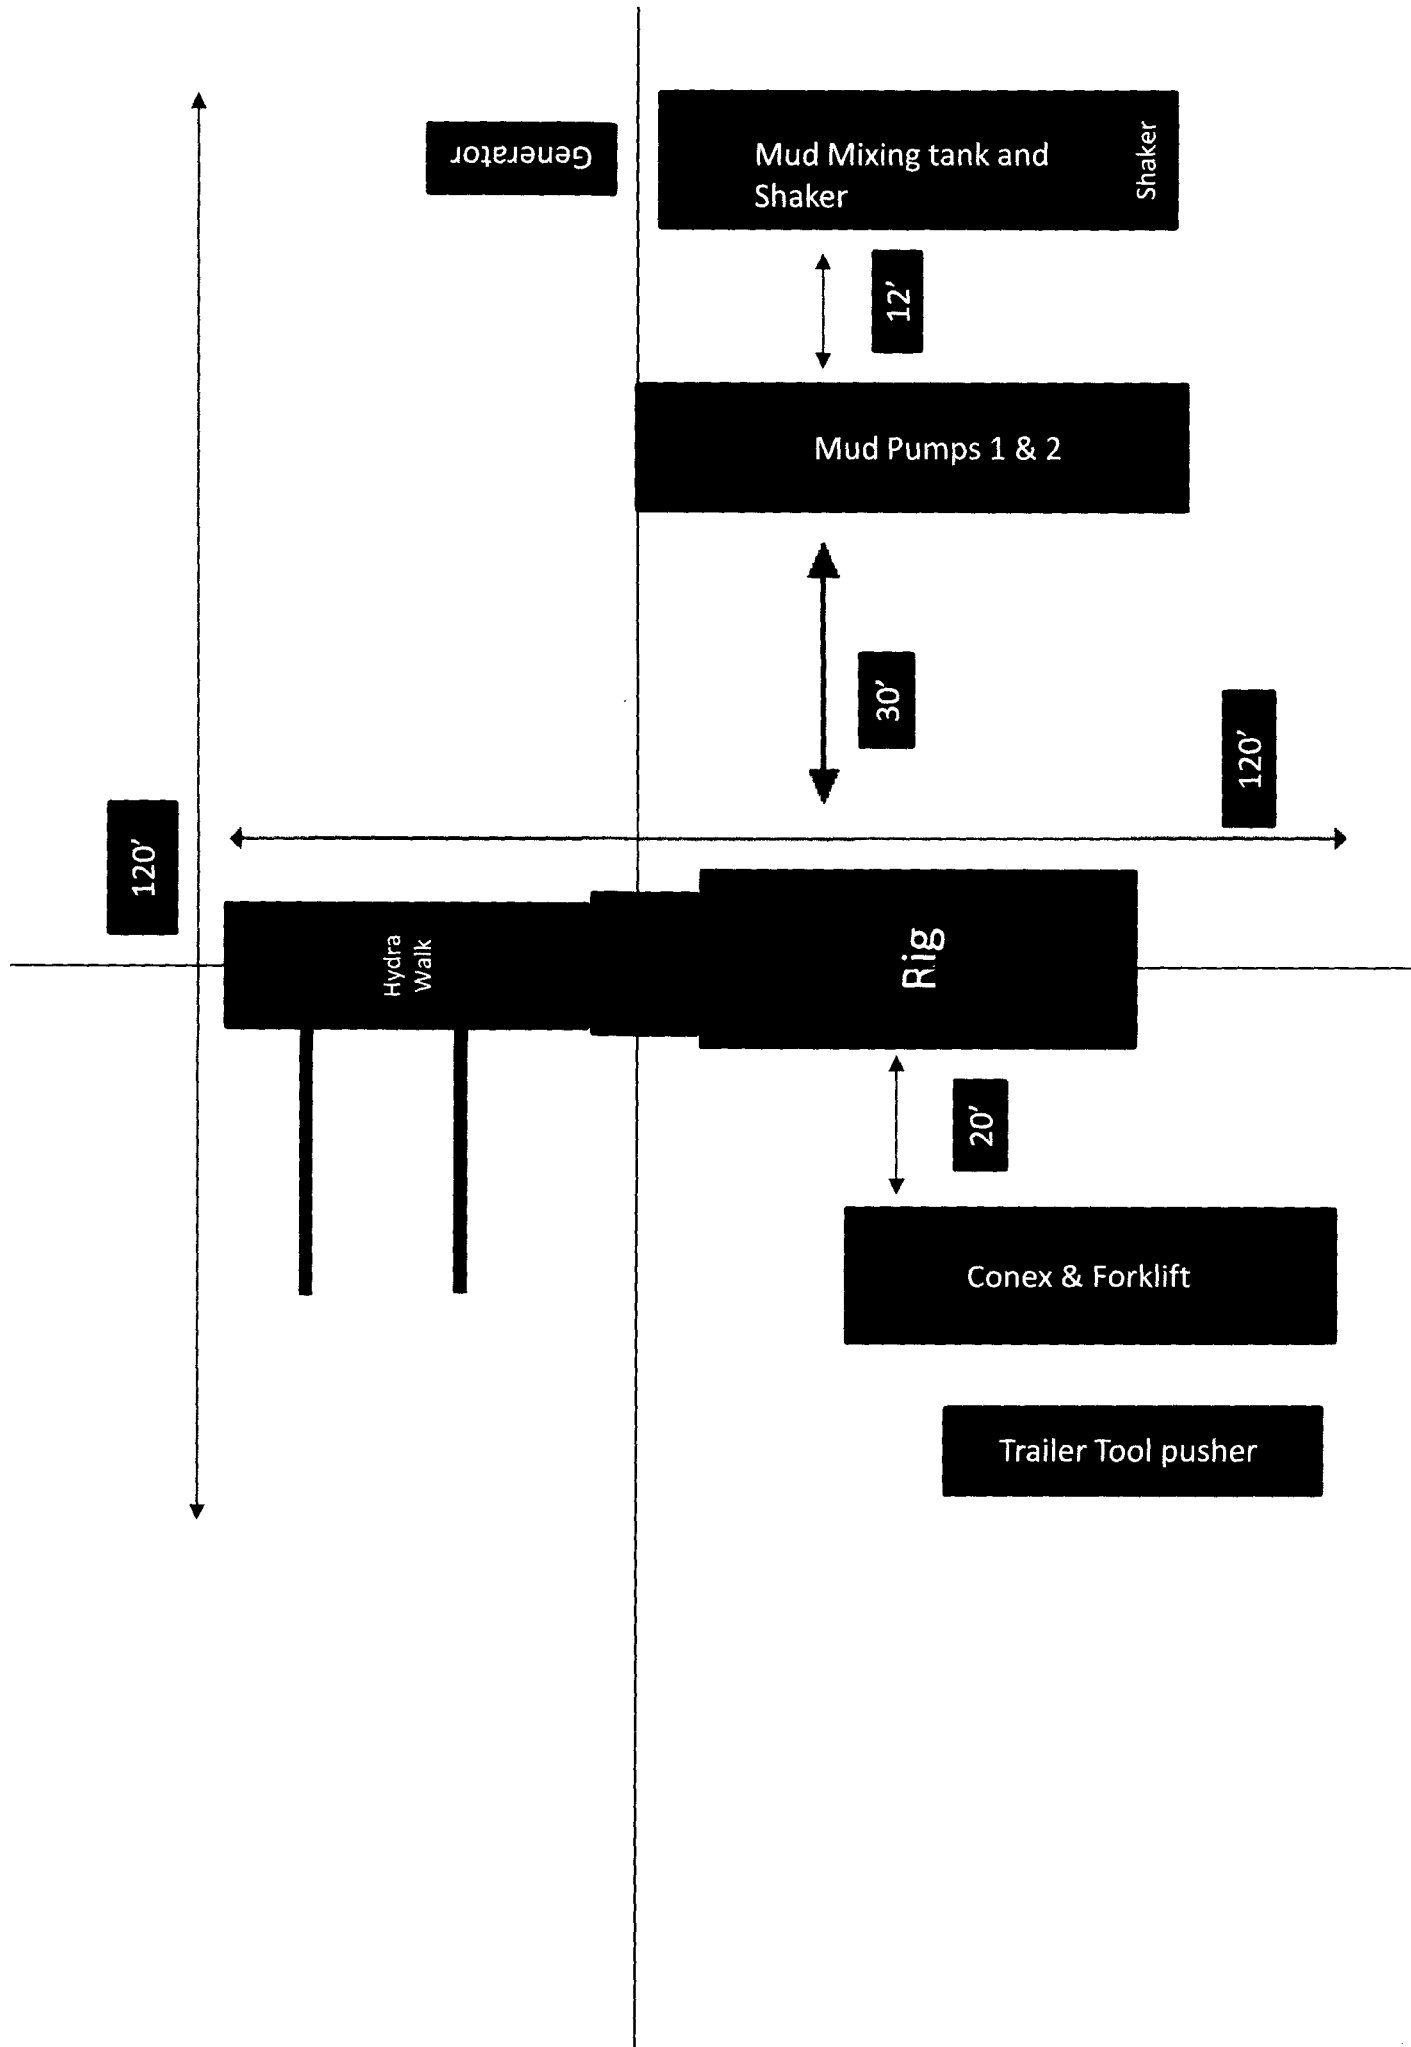 Generator
Mud Mixing tank and
Shaker
Shaker
12'
Mud Pumps 1 & 2
30'
120'
120'
Hydra
Walk
Rig
20'
Conex & Forklift
Trailer Tool pusher